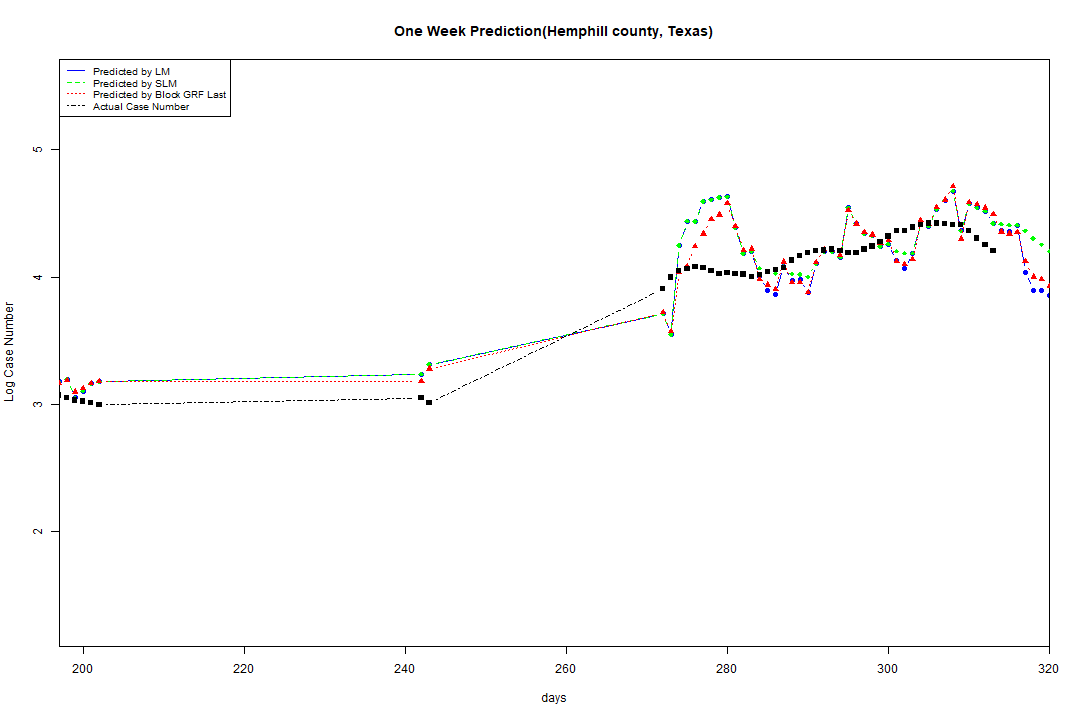 One Week Prediction(Hemphill county, Texas)
Predicted by LM
Predicted by SLM
Predicted by Block GRF Last
Actual Case Number
5
4
3
2
Log Case Number
200 220 240 260 280 300 320
days